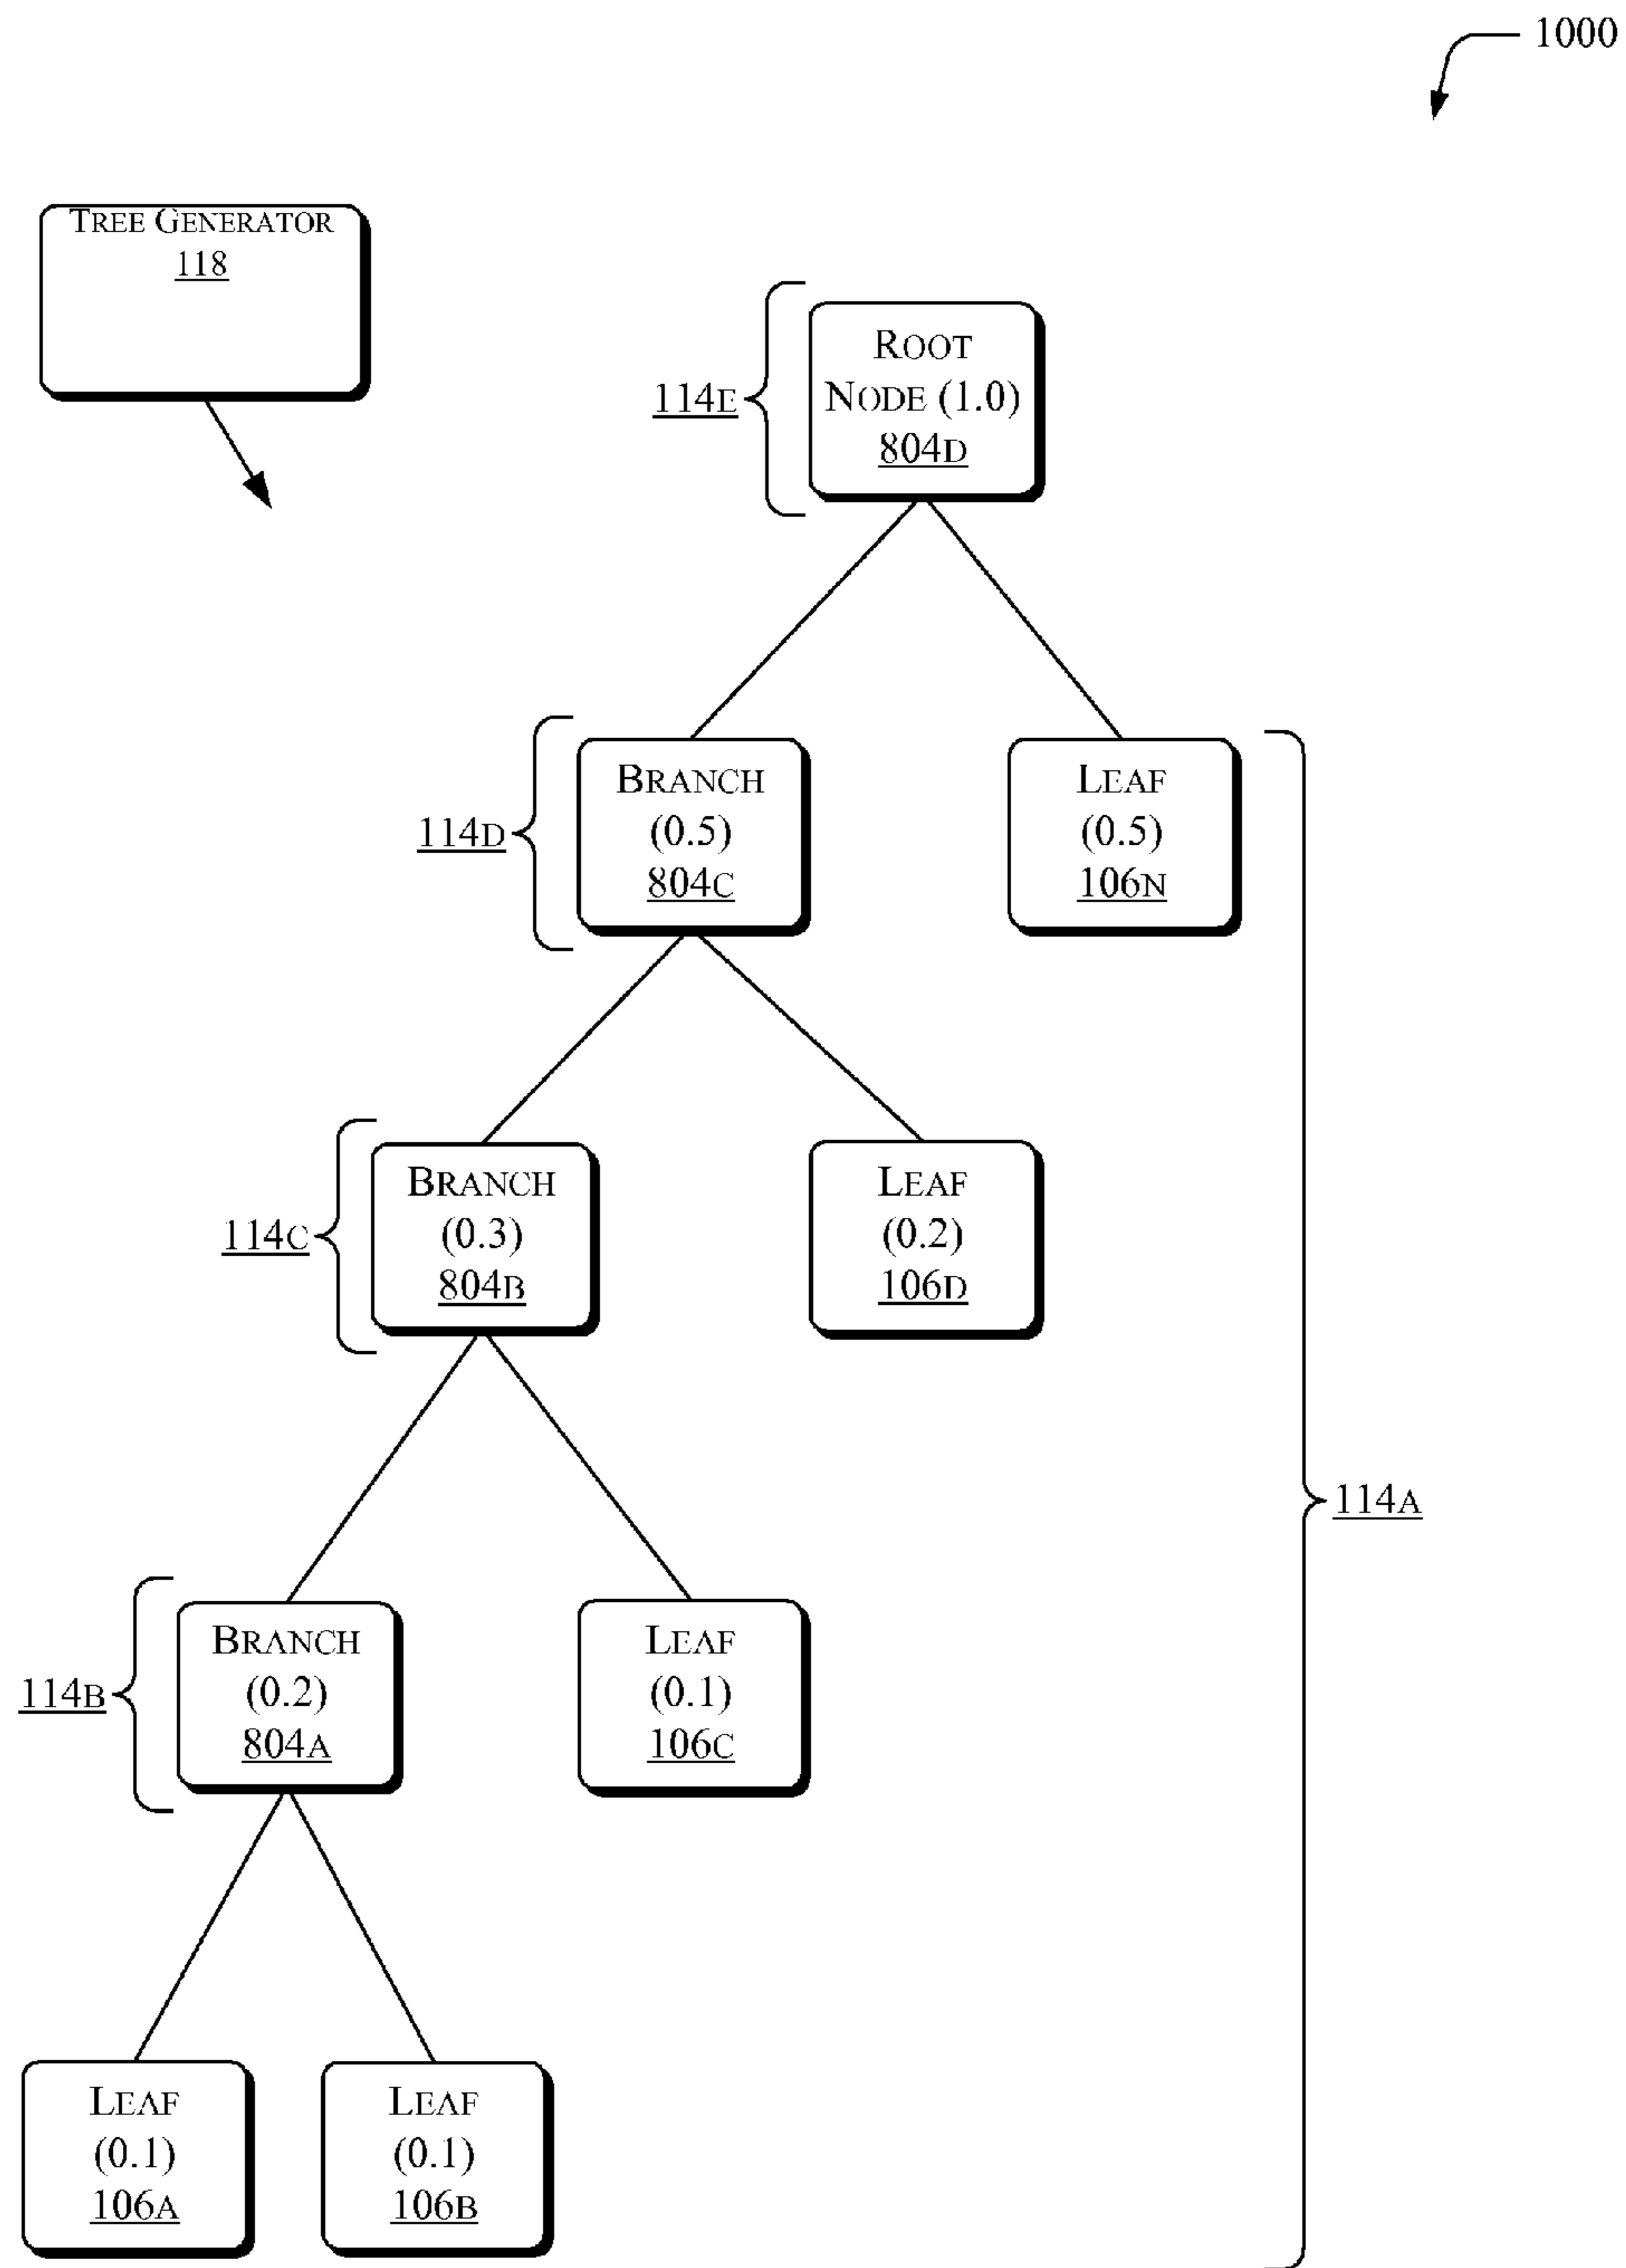 1000
TREE GENERATOR
118
ROOT
NODE (1.0)
804D
114E
BRANCH
(0.5)
804C
114D
LEAF
(0.5)
106N
BRANCH
(0.3)
804B
114C
LEAF
(0.2)
106D
114A
BRANCH
(0.2)
804A
114B
LEAF
(0.1)
106C
LEAF
(0.1)
106A
LEAF
(0.1)
106B